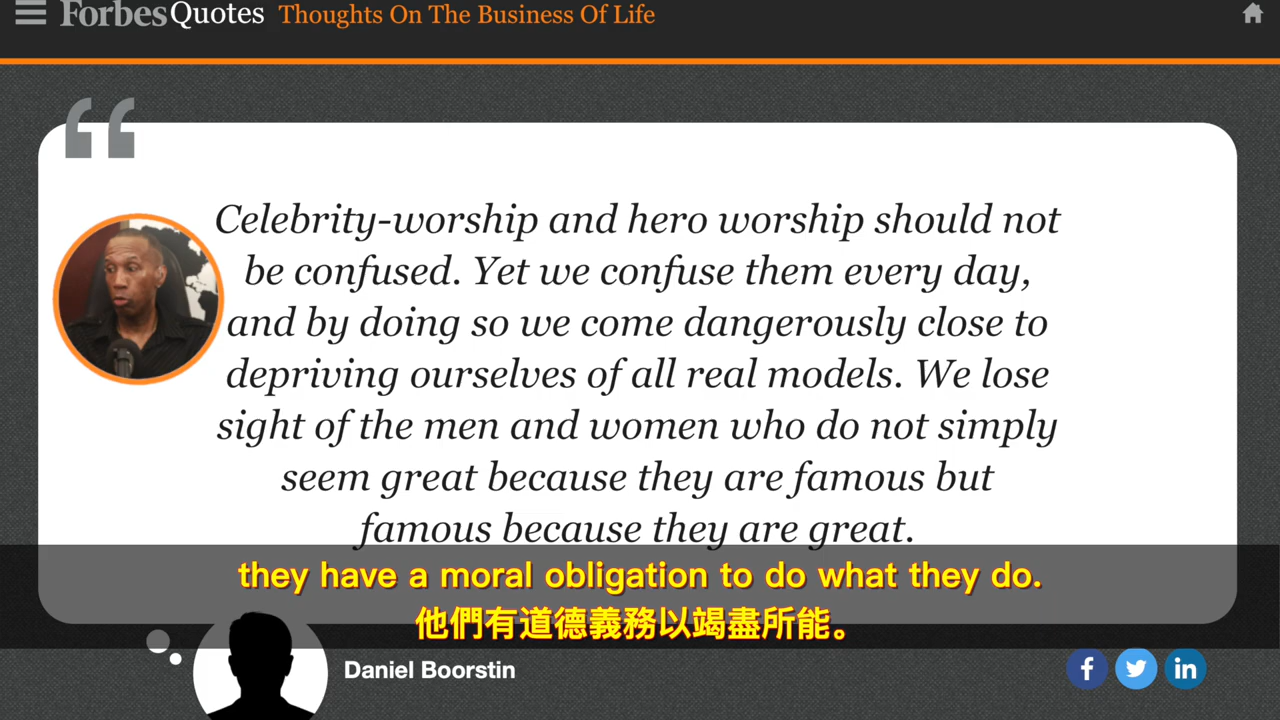 ForbesQuotes Thoughts On The Business Of Life
Celebrity-worship and hero worship should not
be confused. Yet we confuse them every day,
and by doing so we come dangerously close to
depriving ourselves of all real models. We lose
sight of the men and women who do not simply
seem great because they are famous but
famous because they are great.
they have a moral obligation to do what they do.
他們有道德義務以竭盡所能。
Daniel Boorstin